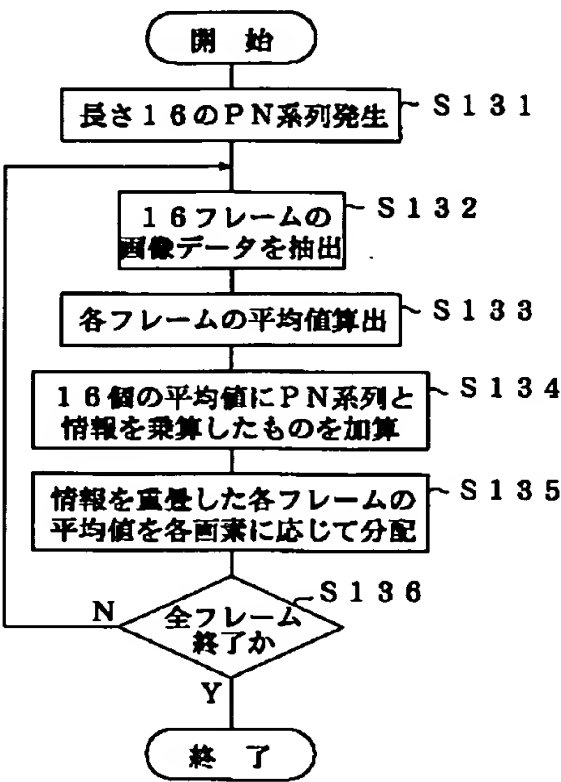 開 始
長さ16のPN系列発生
S131
16フレームの
画像データを抽出
S132
各フレームの平均値算出
S133
16個の平均値にPN系列と
情報を乗算したものを加算
S134
情報を重畳した各フレームの
平均値を各画素に応じて分配
S135
全フレーム
終了か
S136
N
Y
終 了